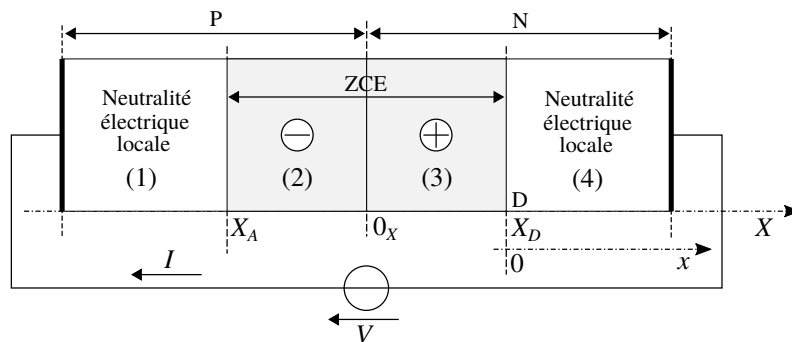 P
N
ZCE
Neutralité
électrique
locale
(1)
−
(2)
+
(3)
Neutralité
électrique
locale
(4)
D
X_A
0_X
X_D
X
0
x
I
V